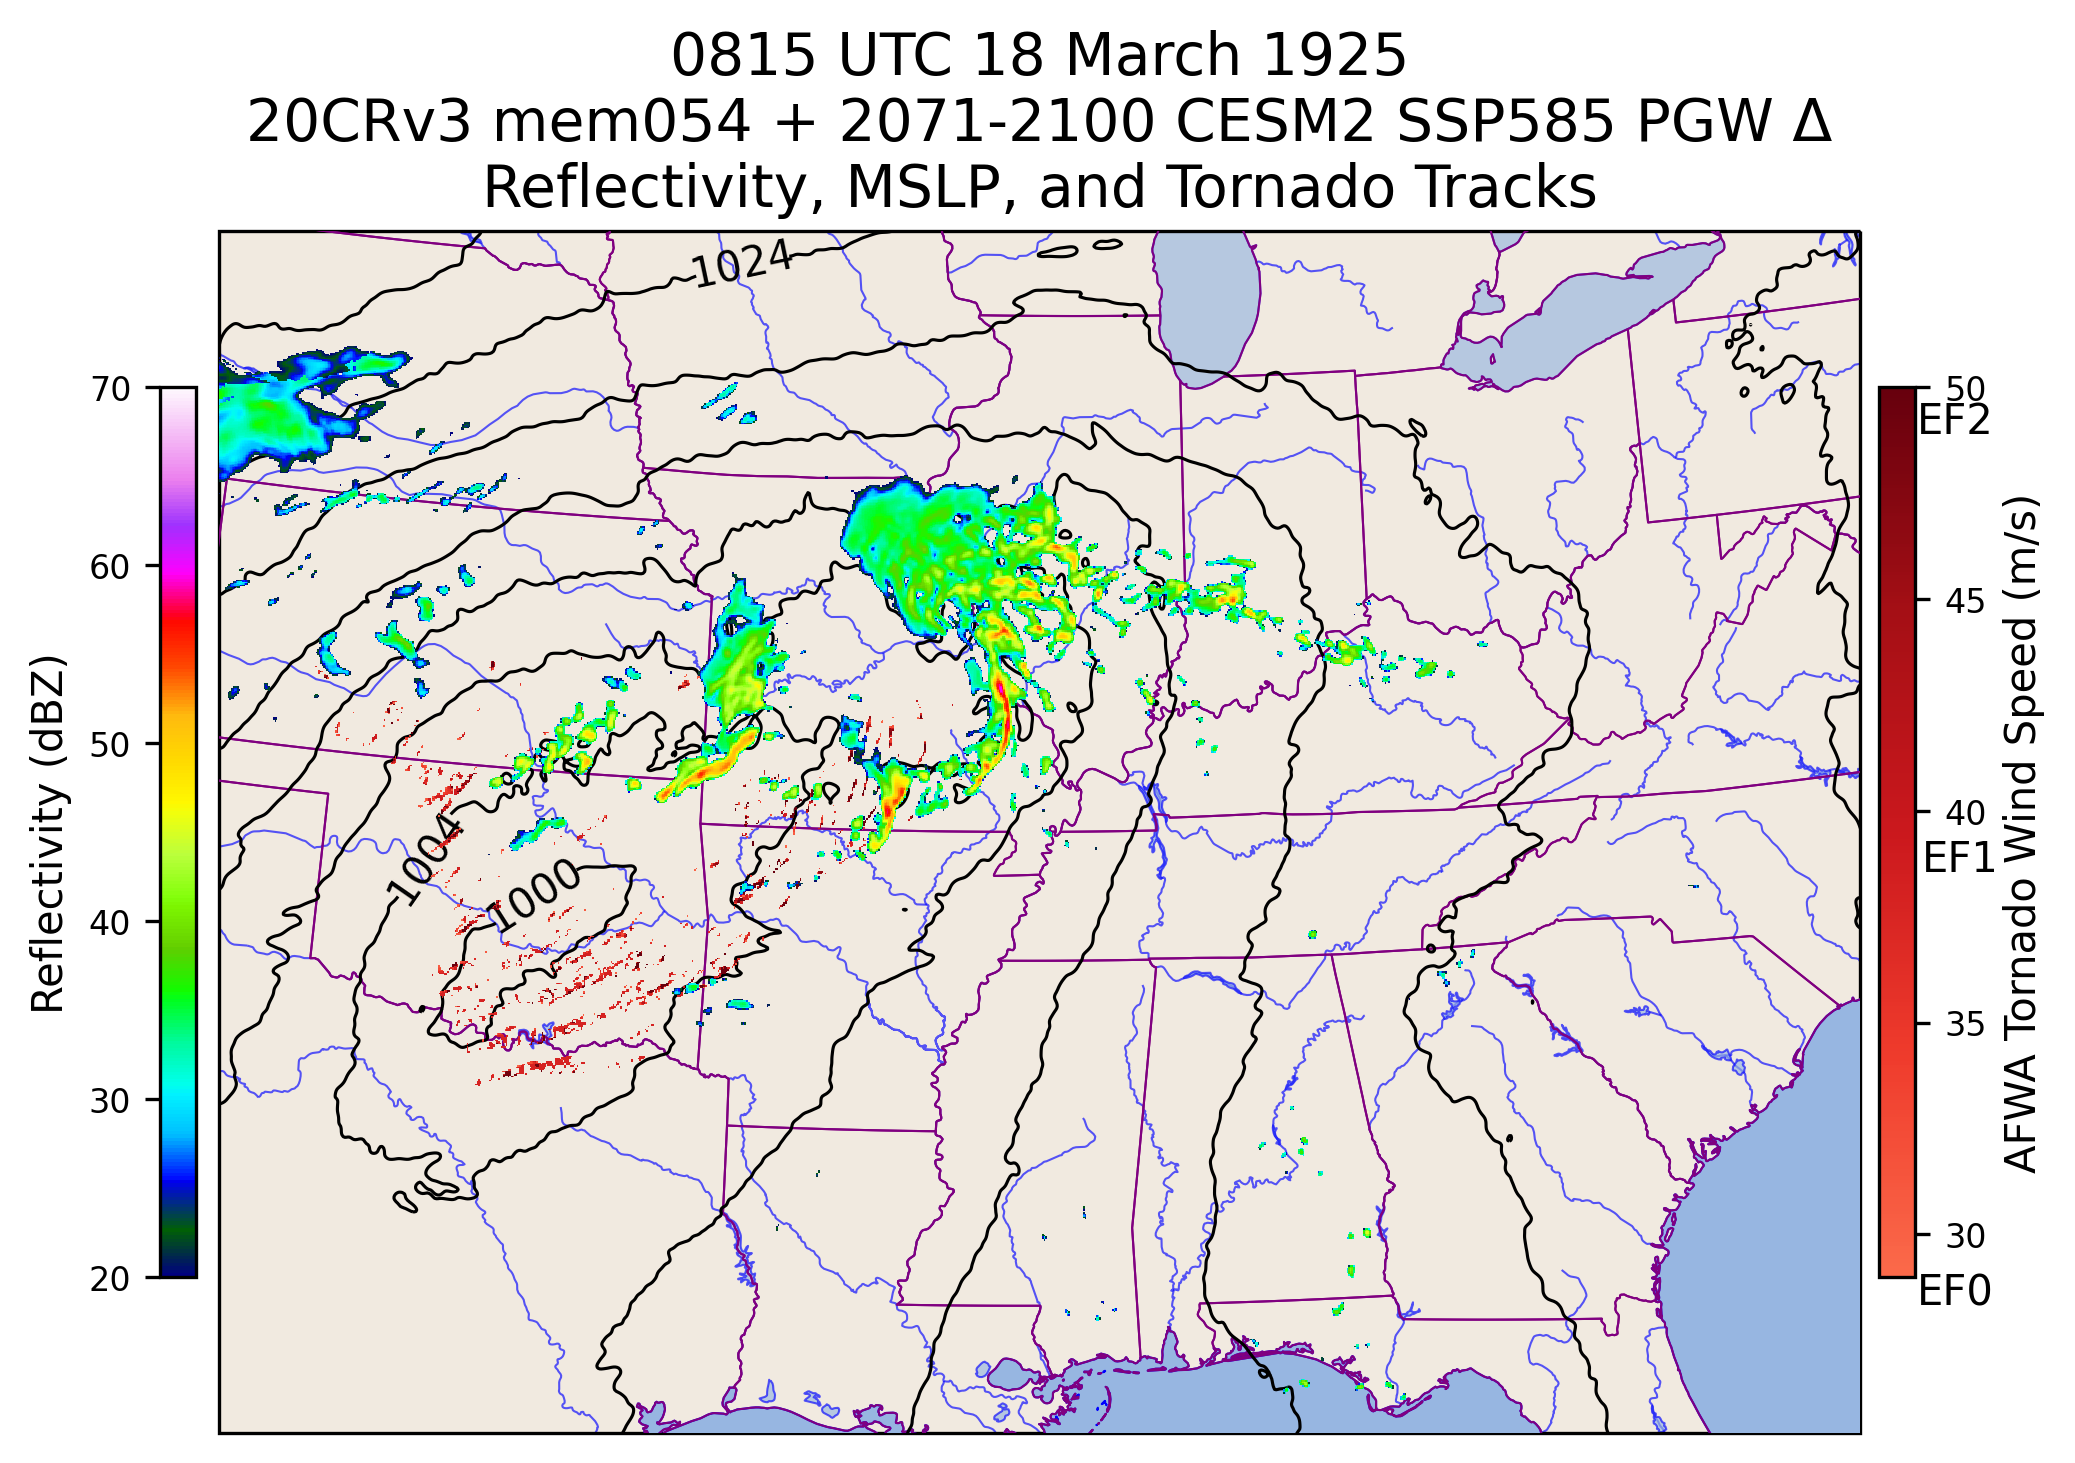 0815 UTC 18 March 1925
20CRv3 mem054 + 2071-2100 CESM2 SSP585 PGW Δ
Reflectivity, MSLP, and Tornado Tracks
1024
1004
1000
70
60
50
40
30
20
Reflectivity (dBZ)
50
EF2
45
40
EF1
35
30
EF0
AFWA Tornado Wind Speed (m/s)